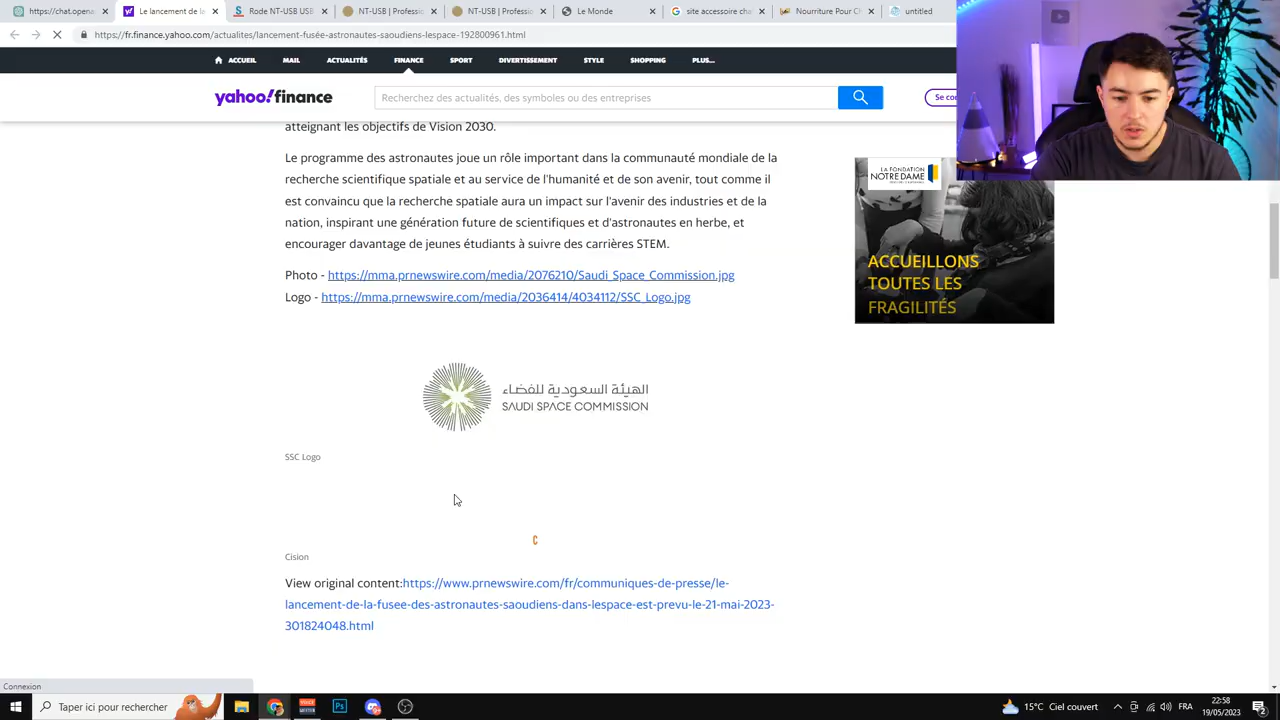 https://chat.openai
Le lancement de la
Rode NT-USB USB
NT-USB | Professio
NT-USB | Professio
Le Monde
site accessoire chat
Nourriture Pour Ch
untitled
https://fr.finance.yahoo.com/actualites/lancement-fusée-astronautes-saoudiens-lespace-192800961.html
ACCUEIL
MAIL
ACTUALITÉS
FINANCE
SPORT
DIVERTISSEMENT
STYLE
SHOPPING
PLUS...
yahoo!finance
Recherchez des actualités, des symboles ou des entreprises
Se co
atteignant les objectifs de Vision 2030.
Le programme des astronautes joue un rôle important dans la communauté mondiale de la
recherche scientifique spatiale et au service de l'humanité et de son avenir, tout comme il
est convaincu que la recherche spatiale aura un impact sur l'avenir des industries et de la
nation, inspirant une génération future de scientifiques et d'astronautes en herbe, et
encourager davantage de jeunes étudiants à suivre des carrières STEM.
Photo - https://mma.prnewswire.com/media/2076210/Saudi_Space_Commission.jpg
Logo - https://mma.prnewswire.com/media/2036414/4034112/SSC_Logo.jpg
LA FONDATION
NOTRE DAME
ACCUEILLONS
TOUTES LES
FRAGILITÉS
الهيئة السعودية للفضاء
SAUDI SPACE COMMISSION
SSC Logo
Cision
View original content:https://www.prnewswire.com/fr/communiques-de-presse/le-
lancement-de-la-fusee-des-astronautes-saoudiens-dans-lespace-est-prevu-le-21-mai-2023-
301824048.html
Connexion
Taper ici pour rechercher
15°C Ciel couvert
FRA
22:58
19/05/2023
2